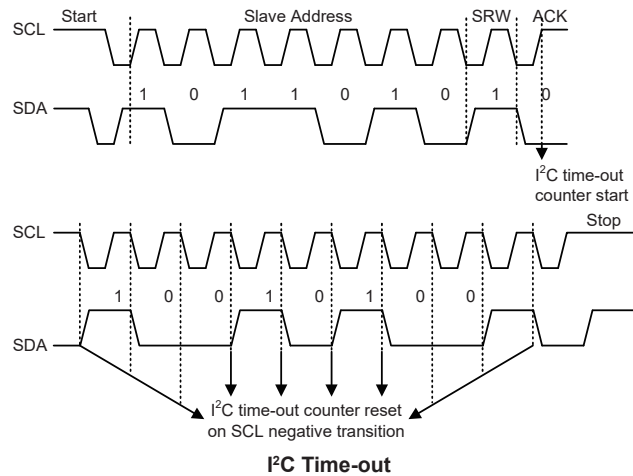 Start Slave Address SRW ACK
SCL
1 0 1 1 0 1 0 1 0
SDA
I²C time-out
counter start
SCL Stop
1 0 0 1 0 1 0 0
SDA
I²C time-out counter reset
on SCL negative transition
I²C Time-out